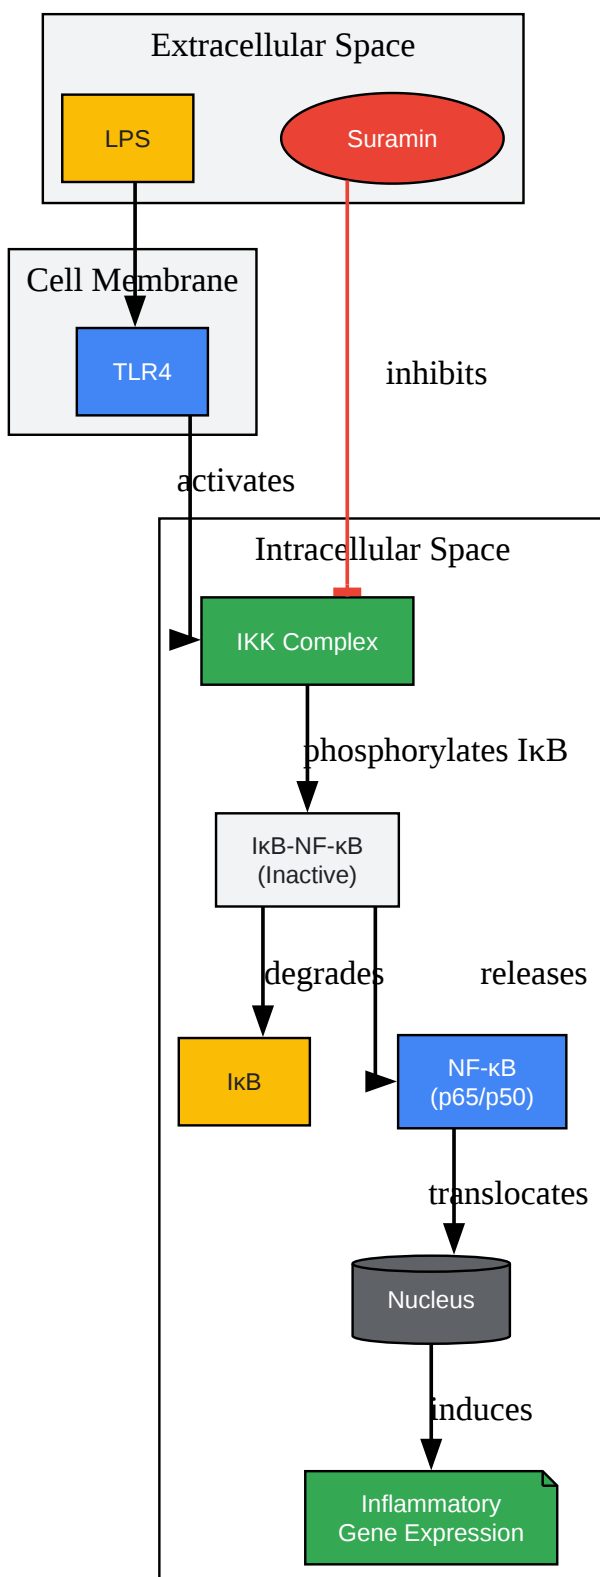 Extracellular Space
LPS
Suramin
Cell Membrane
TLR4
inhibits
activates
Intracellular Space
IKK Complex
phosphorylates IκB
IκB-NF-κB
(Inactive)
degrades
releases
IκB
NF-κB
(p65/p50)
translocates
Nucleus
induces
Inflammatory
Gene Expression